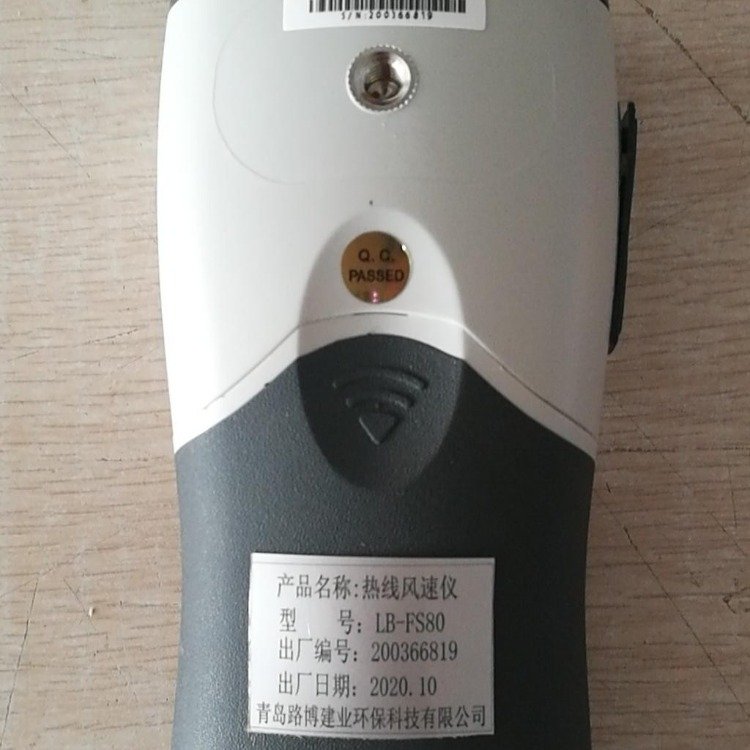 S/N:200366819
Q.Q.
PASSED
产品名称:热线风速仪
型 号: LB-FS80
出厂编号: 200366819
出厂日期: 2020.10
青岛路博建业环保科技有限公司